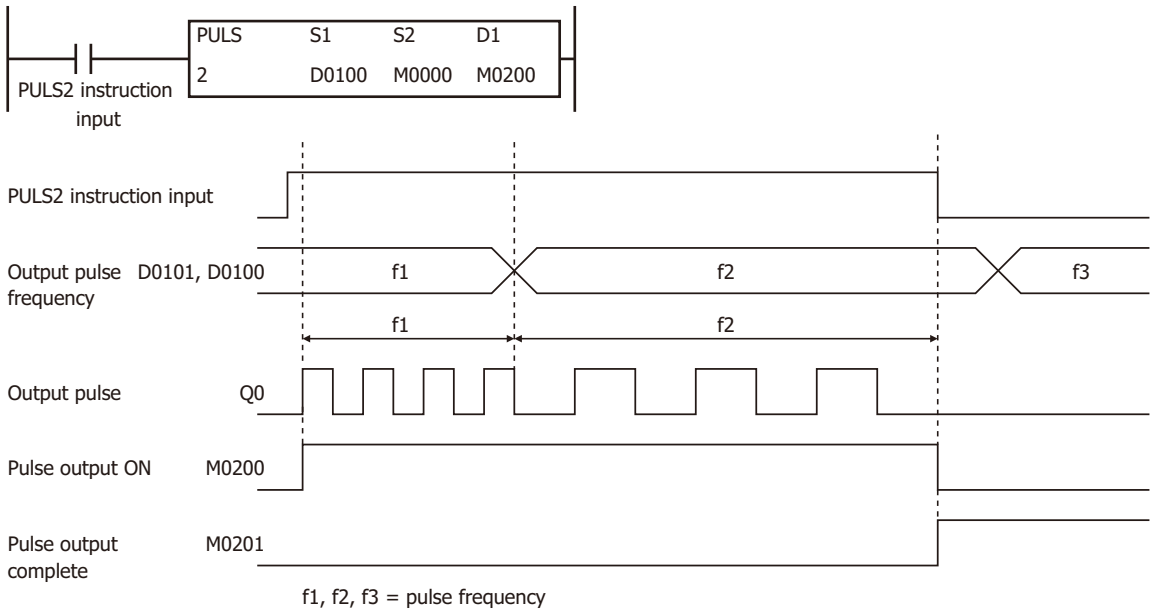 PULS S1 S2 D1
2 D0100 M0000 M0200
PULS2 instruction
input
PULS2 instruction input
Output pulse D0101, D0100
frequency
f1 f2 f3
f1 f2
Output pulse Q0
Pulse output ON M0200
Pulse output M0201
complete
f1, f2, f3 = pulse frequency